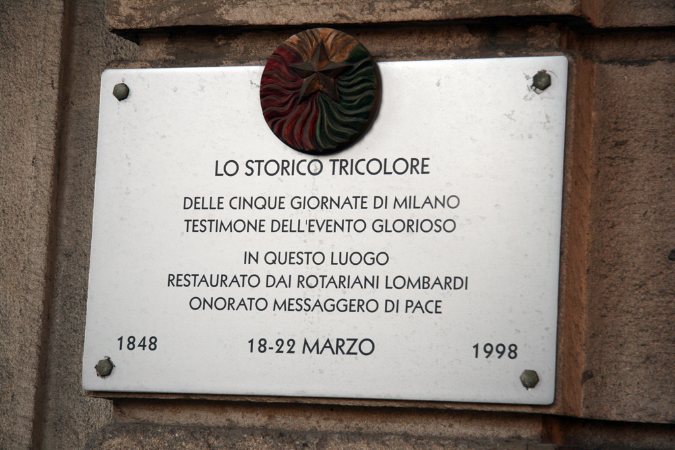 LO STORICO TRICOLORE
DELLE CINQUE GIORNATE DI MILANO
TESTIMONE DELL'EVENTO GLORIOSO
IN QUESTO LUOGO
RESTAURATO DAI ROTARIANI LOMBARDI
ONORATO MESSAGGERO DI PACE
1848 18-22 MARZO 1998